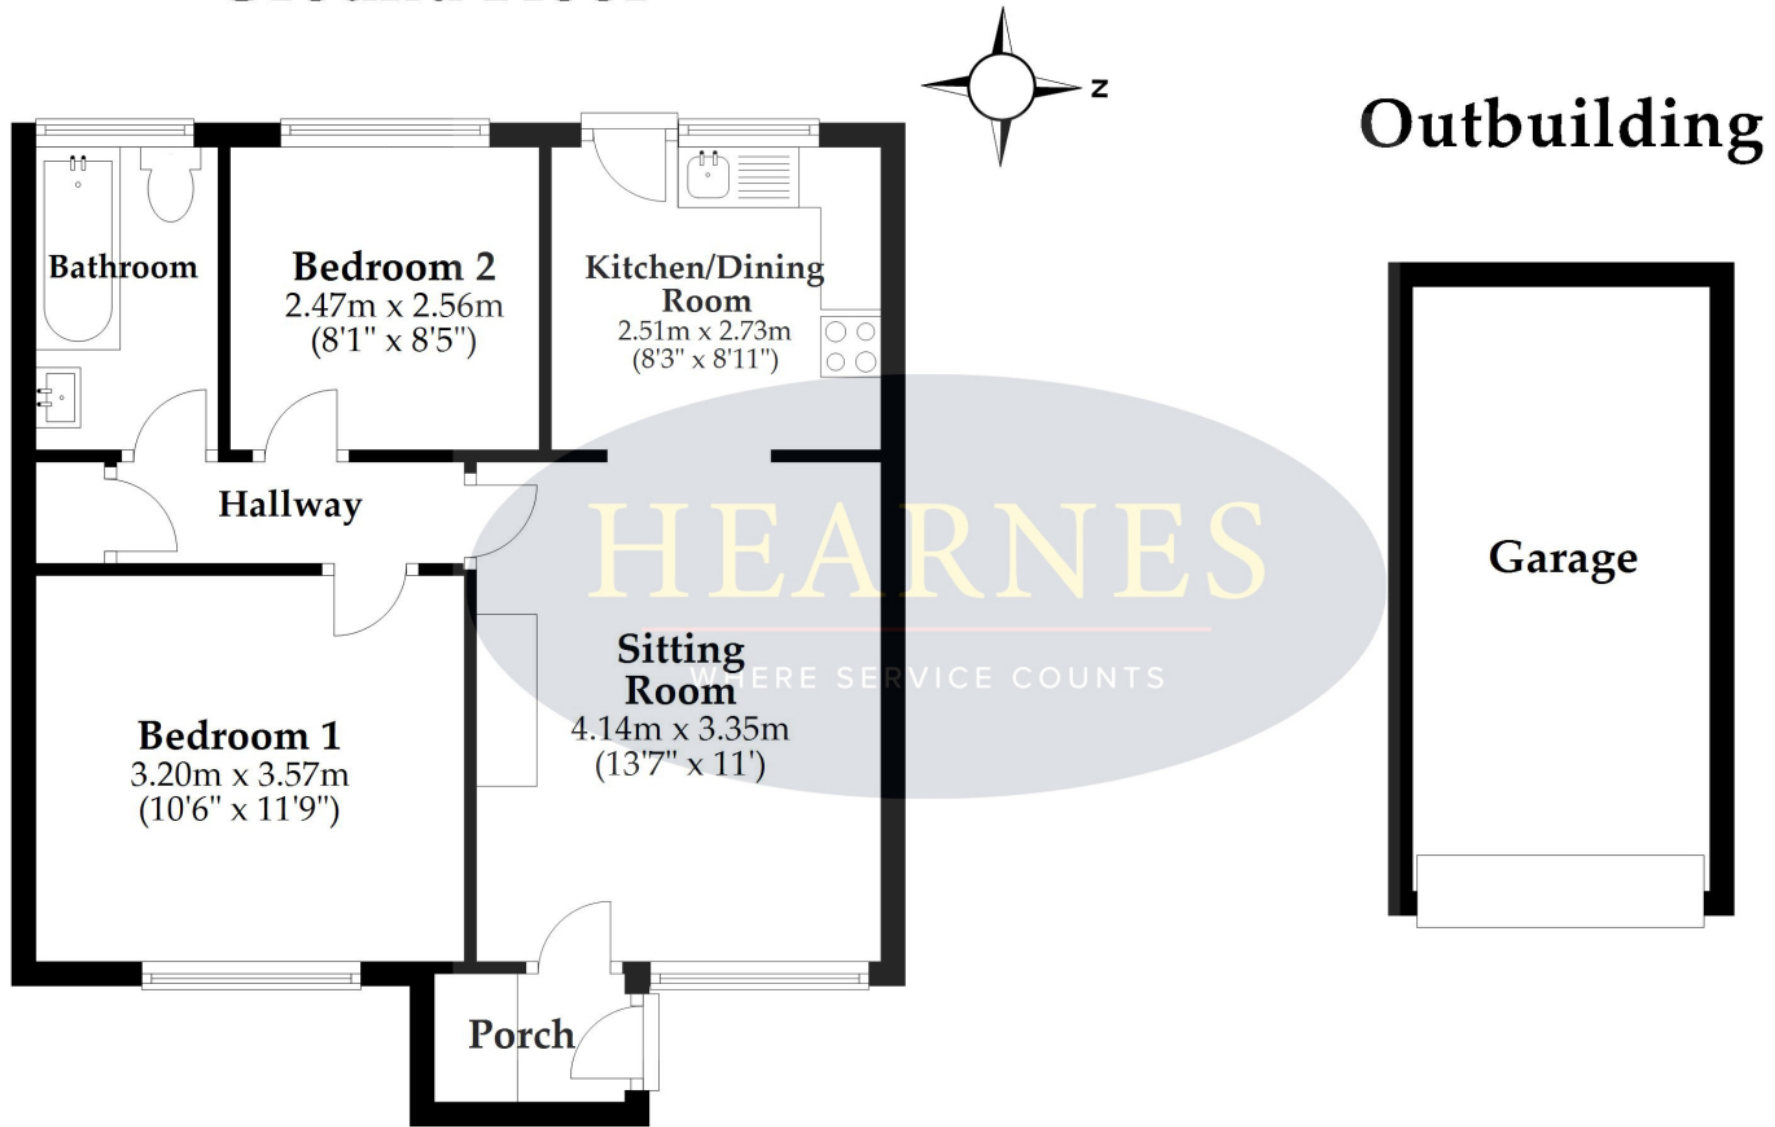 N
Outbuilding
Bathroom
Bedroom 2
2.47m x 2.56m
(8'1" x 8'5")
Kitchen/Dining
Room
2.51m x 2.73m
(8'3" x 8'11")
Hallway
HEARNES
WHERE SERVICE COUNTS
Garage
Sitting
Room
4.14m x 3.35m
(13'7" x 11')
Bedroom 1
3.20m x 3.57m
(10'6" x 11'9")
Porch